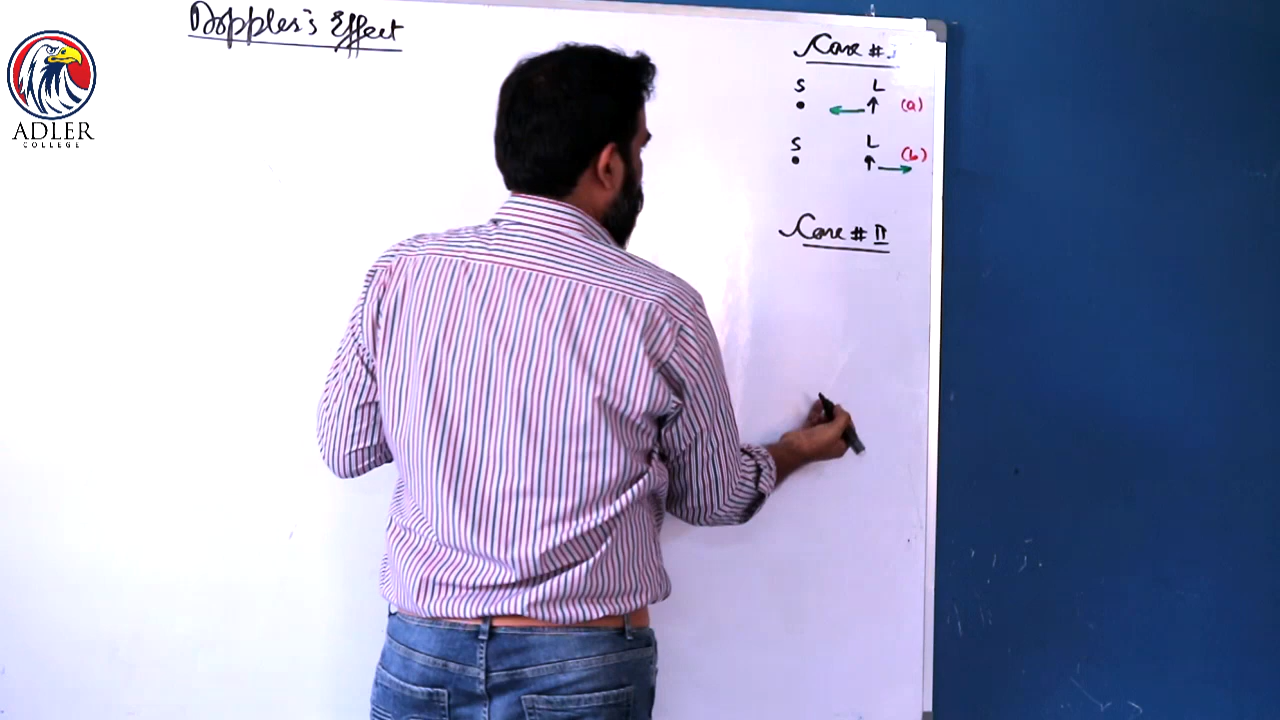 Doppler's Effect
ADLER
COLLEGE
Case # I
S L
(a)
S L
(b)
Case # II